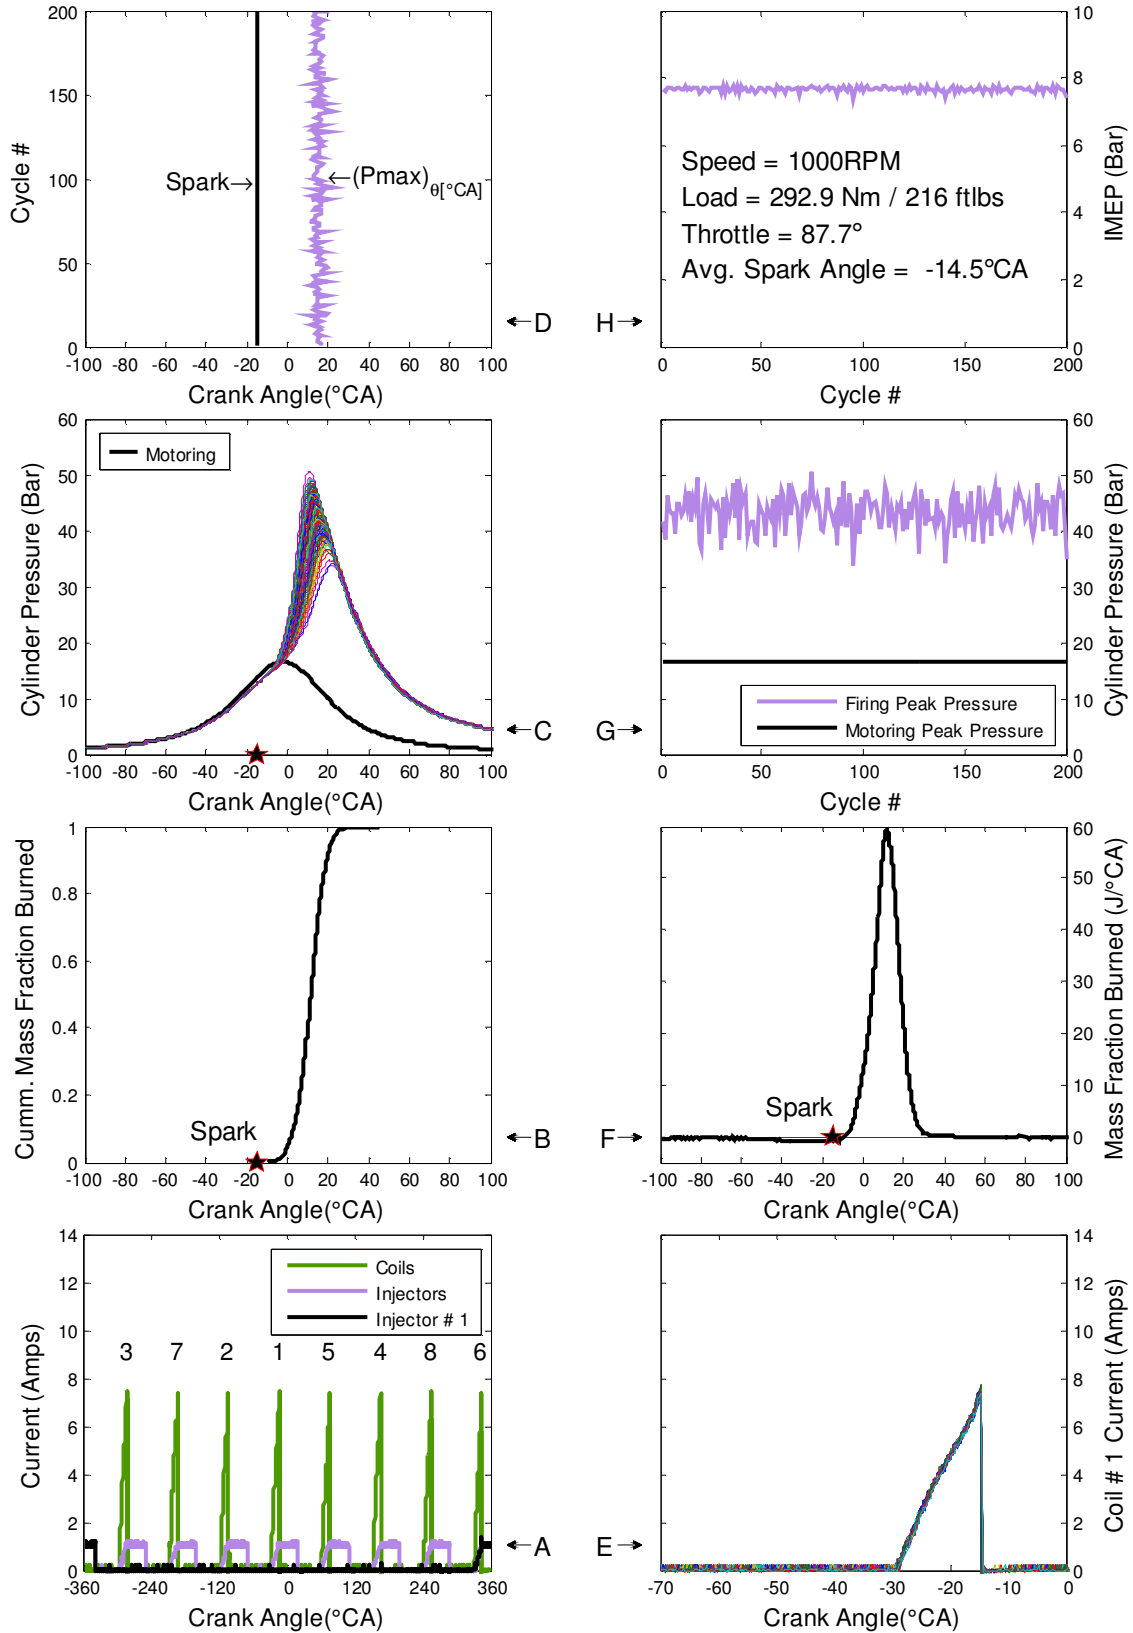 200
150
100
50
0
Cycle #
Spark→
←(Pmax)θ[°CA]
-100 -80 -60 -40 -20 0 20 40 60 80 100
Crank Angle(°CA)
←D
H→
10
8
6
4
2
0
IMEP (Bar)
Speed = 1000RPM
Load = 292.9 Nm / 216 ftlbs
Throttle = 87.7°
Avg. Spark Angle = -14.5°CA
0 50 100 150 200
Cycle #
60
50
40
30
20
10
0
Cylinder Pressure (Bar)
Motoring
-100 -80 -60 -40 -20 0 20 40 60 80 100
Crank Angle(°CA)
←C
G→
60
50
40
30
20
10
0
Cylinder Pressure (Bar)
Firing Peak Pressure
Motoring Peak Pressure
0 50 100 150 200
Cycle #
1
0.8
0.6
0.4
0.2
0
Cumm. Mass Fraction Burned
Spark
-100 -80 -60 -40 -20 0 20 40 60 80 100
Crank Angle(°CA)
←B
F→
60
50
40
30
20
10
0
Mass Fraction Burned (J/°CA)
Spark
-100 -80 -60 -40 -20 0 20 40 60 80 100
Crank Angle(°CA)
14
12
10
8
6
4
2
0
Current (Amps)
Coils
Injectors
Injector # 1
3 7 2 1 5 4 8 6
-360 -240 -120 0 120 240 360
Crank Angle(°CA)
←A
E→
14
12
10
8
6
4
2
0
Coil # 1 Current (Amps)
-70 -60 -50 -40 -30 -20 -10 0
Crank Angle(°CA)